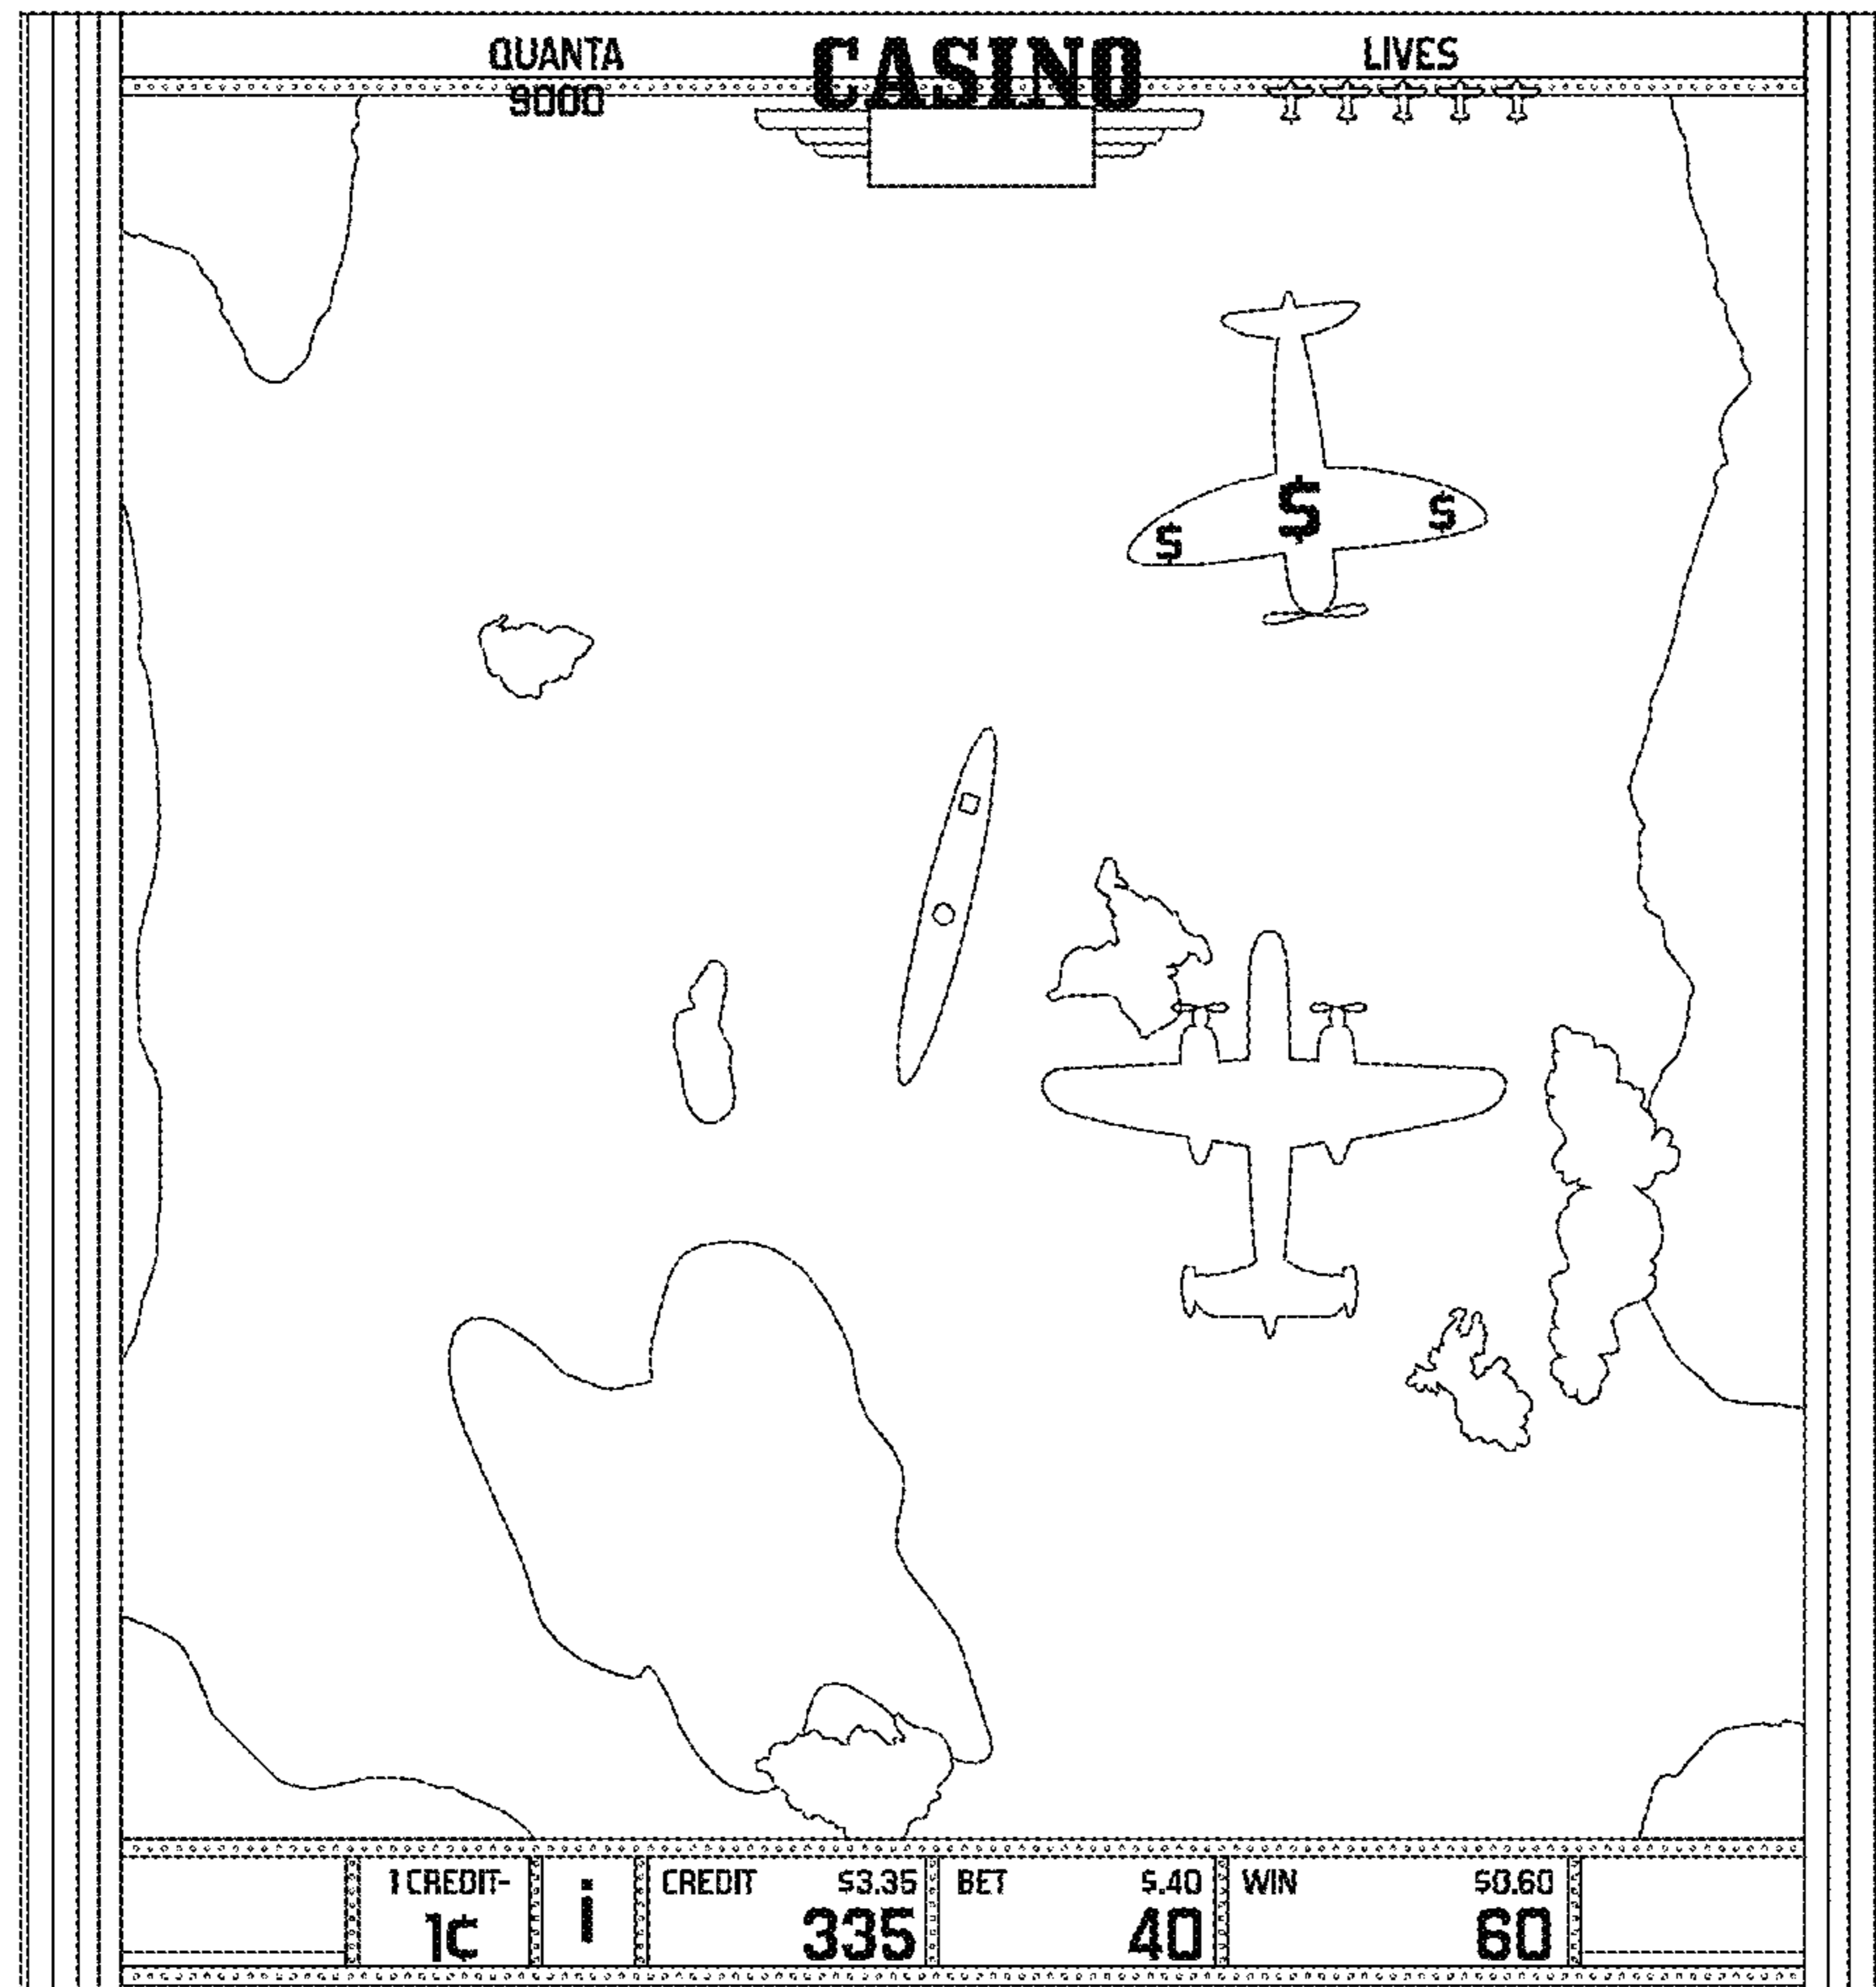 QUANTA
9000
CASINO
LIVES
$
$
$
1 CREDIT-
1¢
i
CREDIT $3.35
335
BET $.40
40
WIN $0.60
60